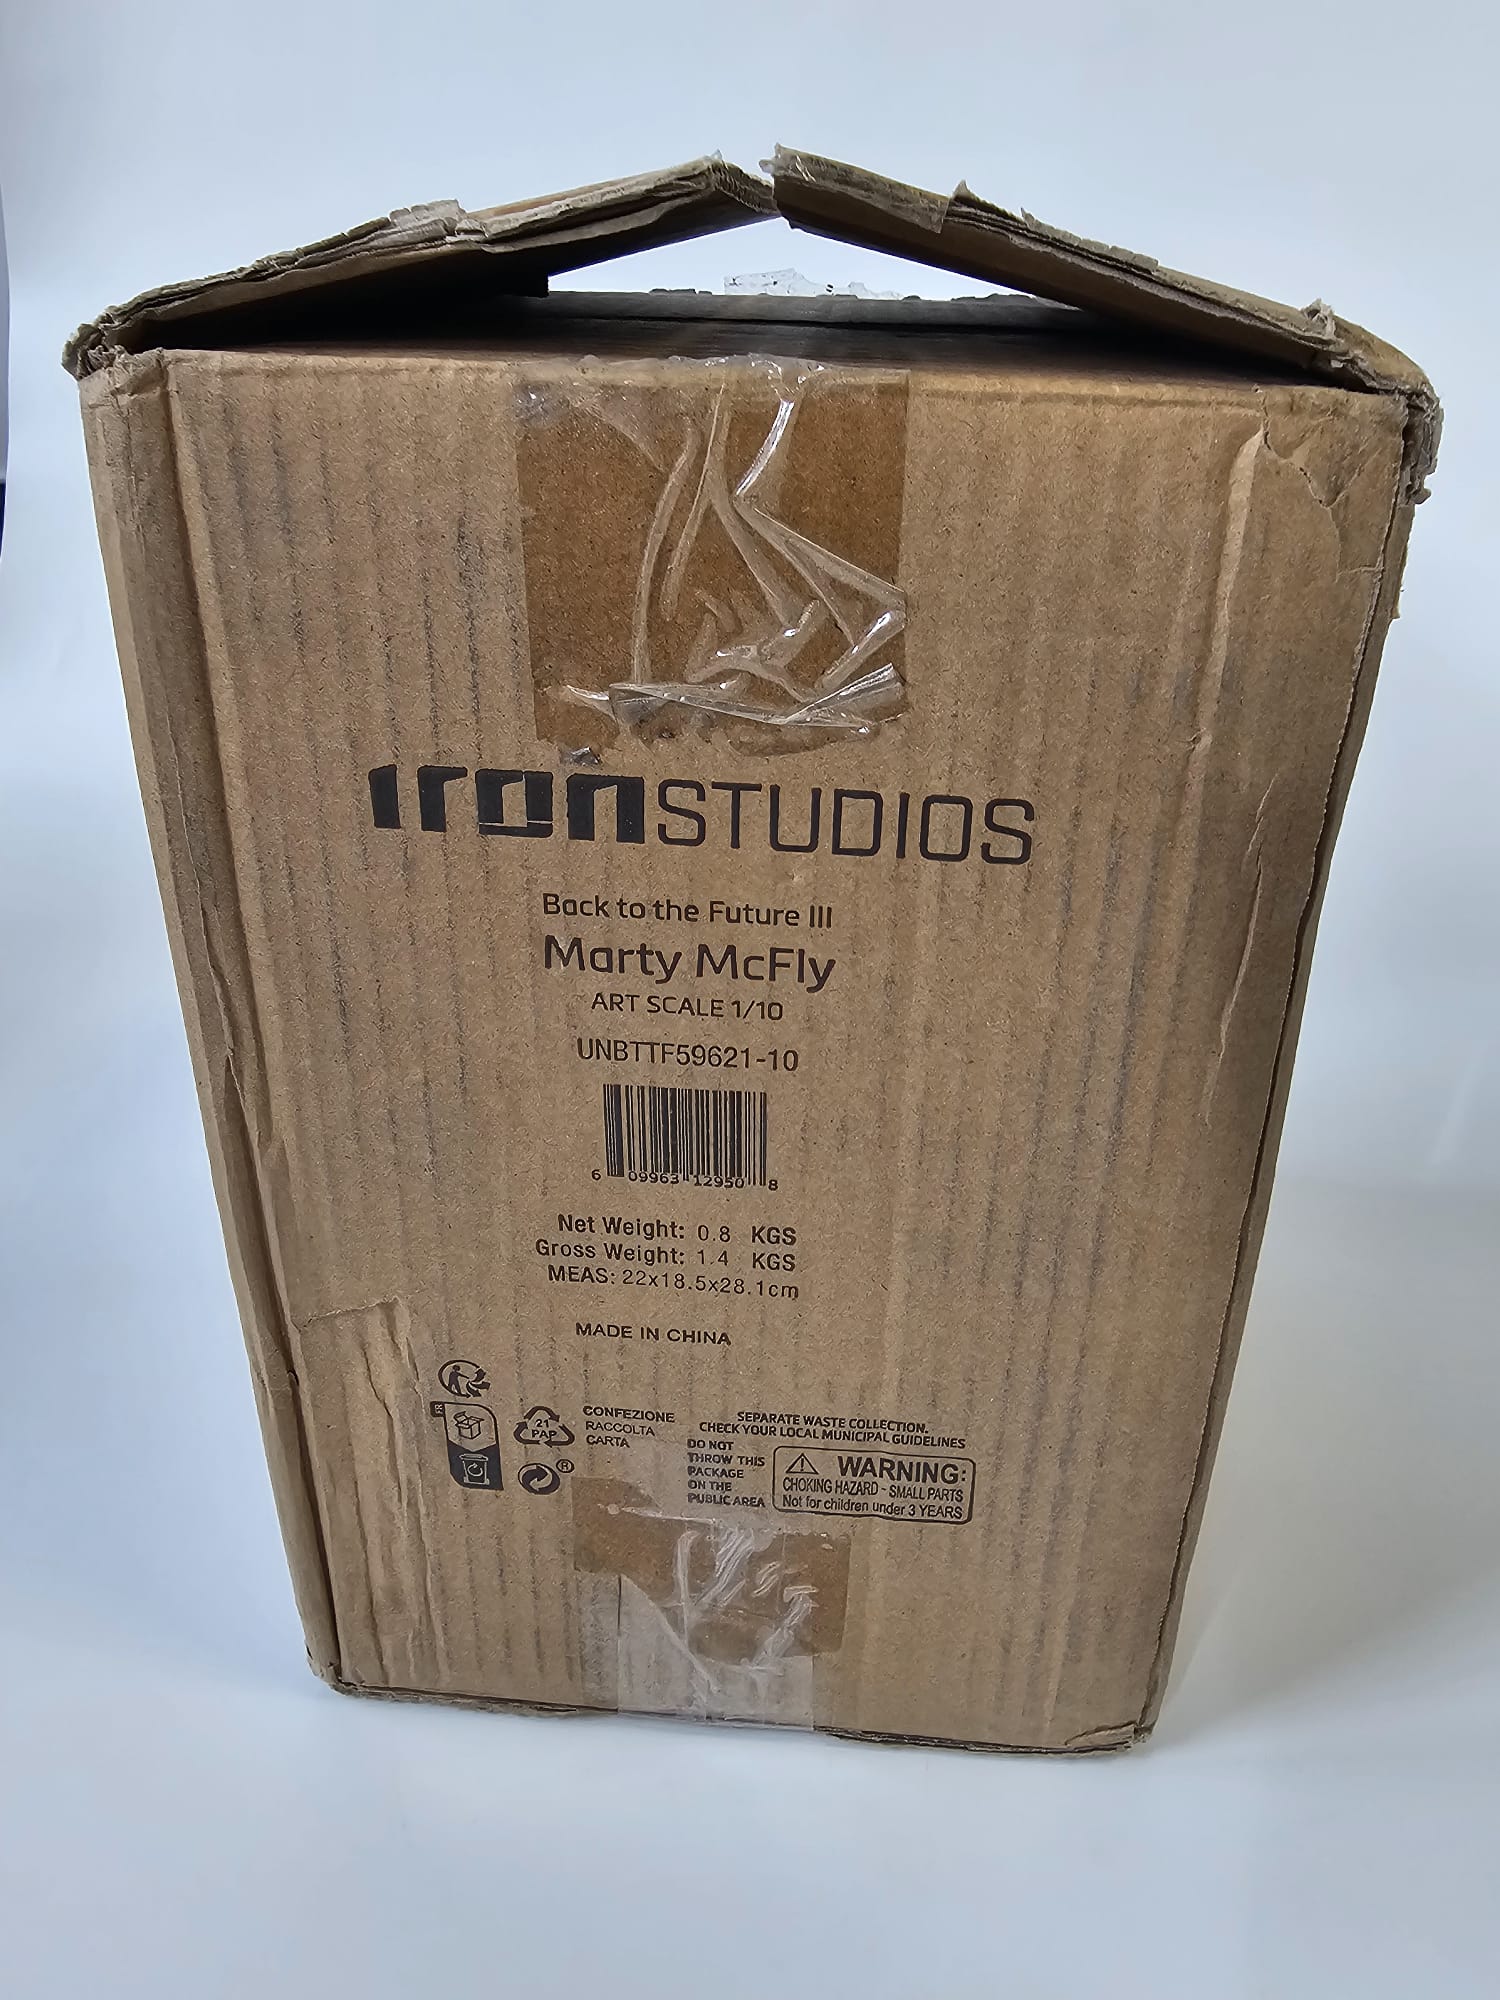 IronSTUDIOS
Back to the Future III
Marty McFly
ART SCALE 1/10
UNBTTF59621-10
6 09963 12950 8
Net Weight: 0.8 KGS
Gross Weight: 1.4 KGS
MEAS: 22x18.5x28.1cm
MADE IN CHINA
FR
21
PAP
CONFEZIONE
RACCOLTA
CARTA
®
SEPARATE WASTE COLLECTION.
CHECK YOUR LOCAL MUNICIPAL GUIDELINES
DO NOT
THROW THIS
PACKAGE
ON THE
PUBLIC AREA
WARNING:
CHOKING HAZARD - SMALL PARTS
Not for children under 3 YEARS